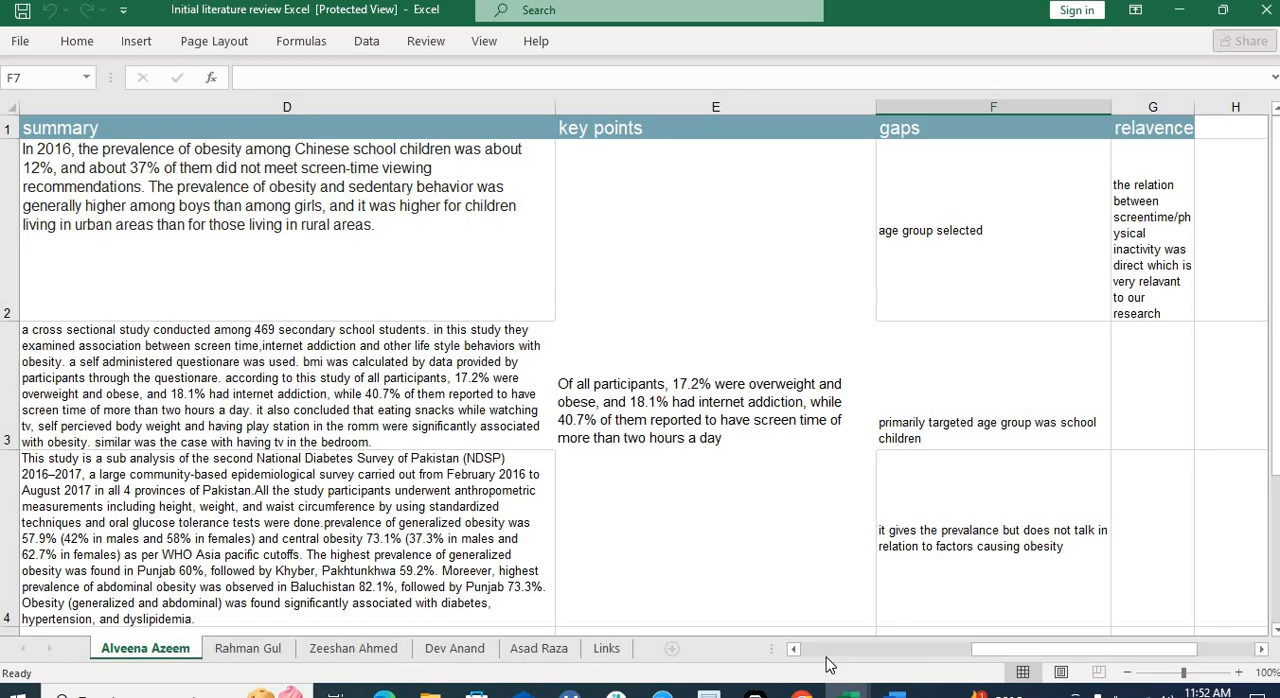 Initial literature review Excel [Protected View] - Excel
Search
Sign in
File Home Insert Page Layout Formulas Data Review View Help
Share
F7
fx
D E F G H
1 summary key points gaps relavence
In 2016, the prevalence of obesity among Chinese school children was about
12%, and about 37% of them did not meet screen-time viewing
recommendations. The prevalence of obesity and sedentary behavior was
generally higher among boys than among girls, and it was higher for children
living in urban areas than for those living in rural areas.
age group selected
the relation
between
screentime/ph
ysical
inactivity was
direct which is
very relavant
to our
research
2
a cross sectional study conducted among 469 secondary school students. in this study they
examined association between screen time,internet addiction and other life style behaviors with
obesity. a self administered questionare was used. bmi was calculated by data provided by
participants through the questionare. according to this study of all participants, 17.2% were
overweight and obese, and 18.1% had internet addiction, while 40.7% of them reported to have
screen time of more than two hours a day. it also concluded that eating snacks while watching
tv, self percieved body weight and having play station in the romm were significantly associated
with obesity. similar was the case with having tv in the bedroom.
Of all participants, 17.2% were overweight and
obese, and 18.1% had internet addiction, while
40.7% of them reported to have screen time of
more than two hours a day
primarily targeted age group was school
children
3
This study is a sub analysis of the second National Diabetes Survey of Pakistan (NDSP)
2016–2017, a large community-based epidemiological survey carried out from February 2016 to
August 2017 in all 4 provinces of Pakistan.All the study participants underwent anthropometric
measurements including height, weight, and waist circumference by using standardized
techniques and oral glucose tolerance tests were done.prevalence of generalized obesity was
57.9% (42% in males and 58% in females) and central obesity 73.1% (37.3% in males and
62.7% in females) as per WHO Asia pacific cutoffs. The highest prevalence of generalized
obesity was found in Punjab 60%, followed by Khyber, Pakhtunkhwa 59.2%. Moreever, highest
prevalence of abdominal obesity was observed in Baluchistan 82.1%, followed by Punjab 73.3%.
Obesity (generalized and abdominal) was found significantly associated with diabetes,
hypertension, and dyslipidemia.
it gives the prevalance but does not talk in
relation to factors causing obesity
4
Alveena Azeem Rahman Gul Zeeshan Ahmed Dev Anand Asad Raza Links
Ready
100%
11:52 AM